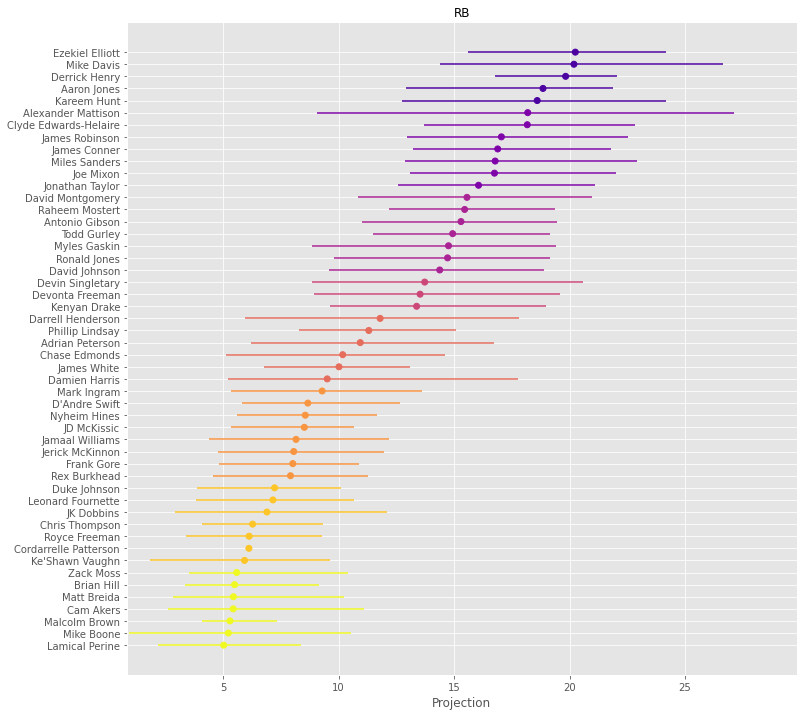 RB
Ezekiel Elliott
Mike Davis
Derrick Henry
Aaron Jones
Kareem Hunt
Alexander Mattison
Clyde Edwards-Helaire
James Robinson
James Conner
Miles Sanders
Joe Mixon
Jonathan Taylor
David Montgomery
Raheem Mostert
Antonio Gibson
Todd Gurley
Myles Gaskin
Ronald Jones
David Johnson
Devin Singletary
Devonta Freeman
Kenyan Drake
Darrell Henderson
Phillip Lindsay
Adrian Peterson
Chase Edmonds
James White
Damien Harris
Mark Ingram
D'Andre Swift
Nyheim Hines
JD McKissic
Jamaal Williams
Jerick McKinnon
Frank Gore
Rex Burkhead
Duke Johnson
Leonard Fournette
JK Dobbins
Chris Thompson
Royce Freeman
Cordarrelle Patterson
Ke'Shawn Vaughn
Zack Moss
Brian Hill
Matt Breida
Cam Akers
Malcolm Brown
Mike Boone
Lamical Perine
5 10 15 20 25
Projection